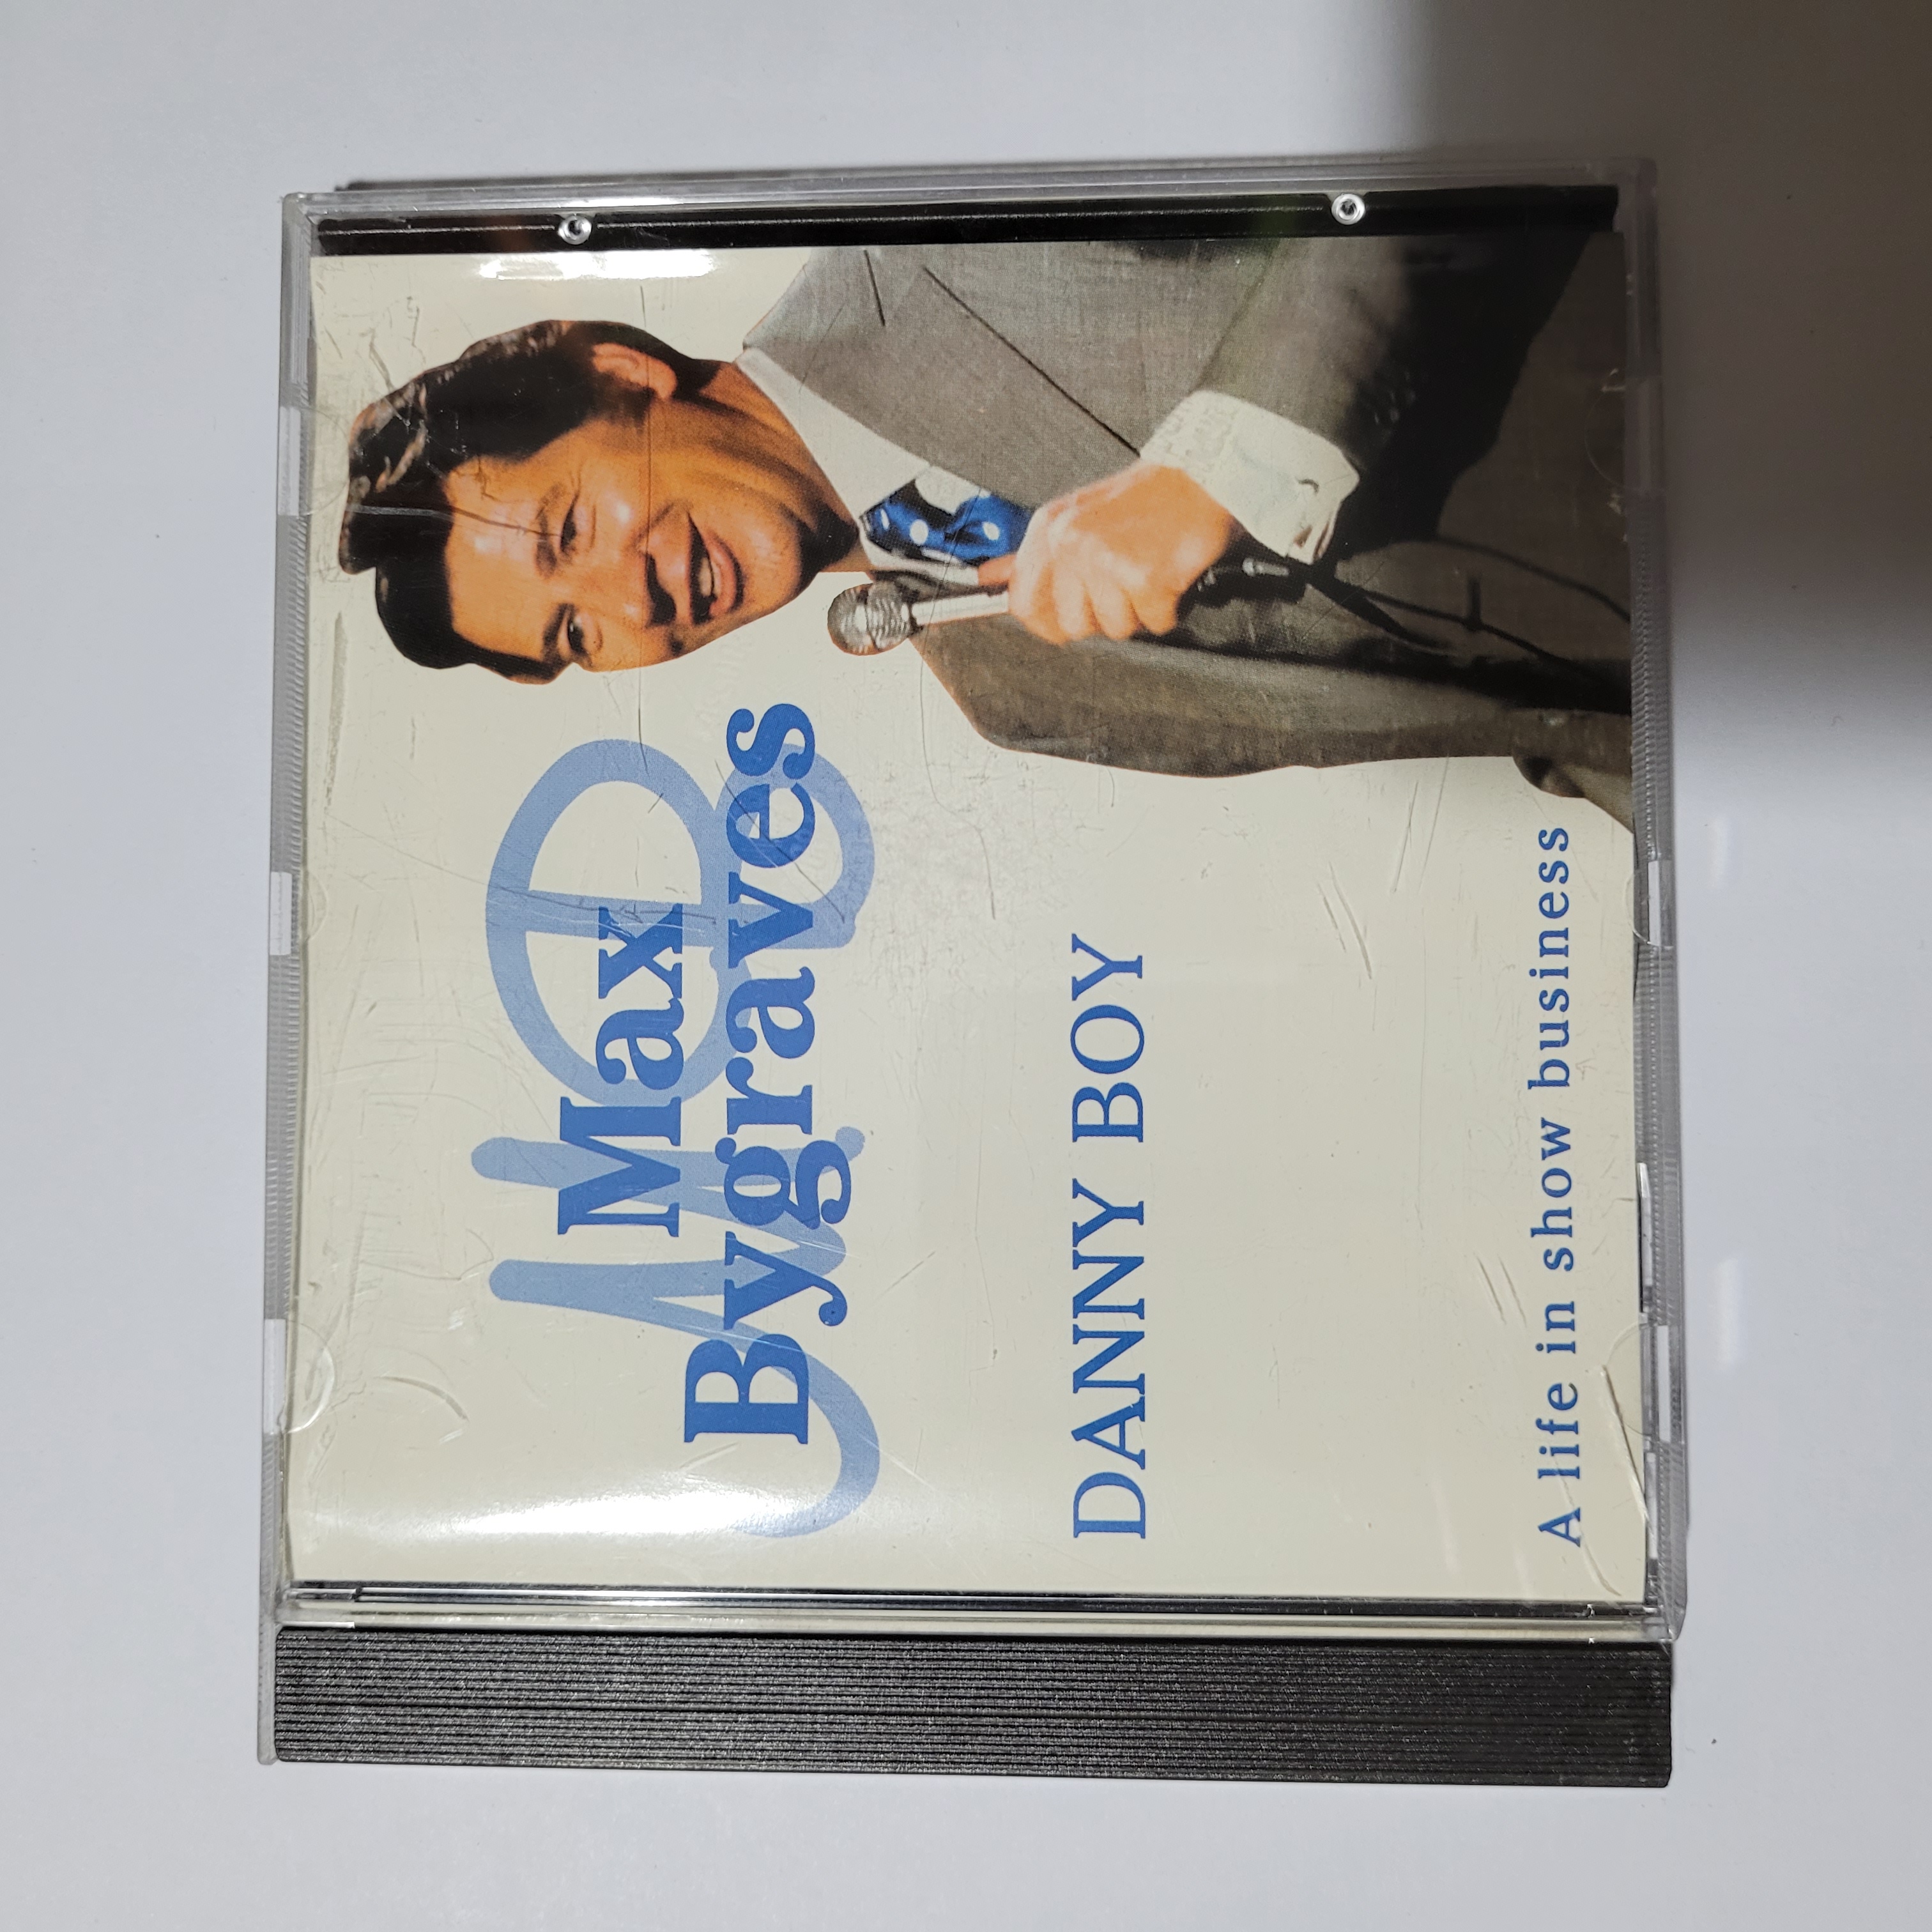 Max
Bygraves
DANNY BOY
A life in show business